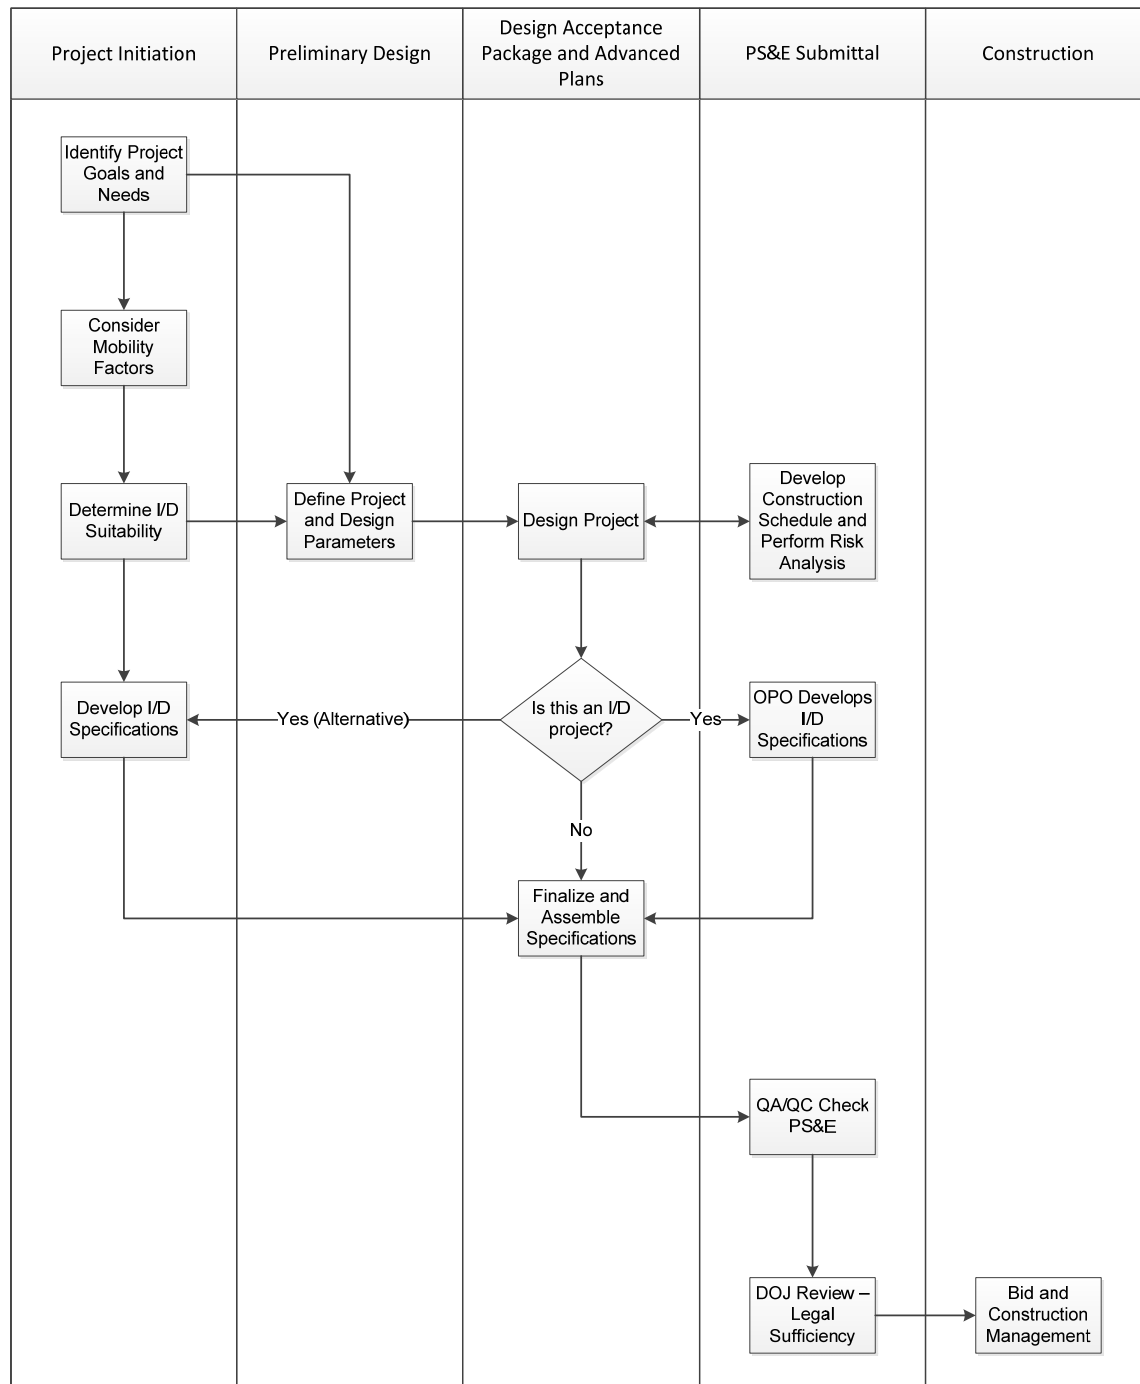 Project Initiation
Preliminary Design
Design Acceptance
Package and Advanced
Plans
PS&E Submittal
Construction
Identify Project
Goals and
Needs
Consider
Mobility
Factors
Determine I/D
Suitability
Define Project
and Design
Parameters
Design Project
Develop
Construction
Schedule and
Perform Risk
Analysis
Develop I/D
Specifications
Yes (Alternative)
Is this an I/D
project?
Yes
OPO Develops
I/D
Specifications
No
Finalize and
Assemble
Specifications
QA/QC Check
PS&E
DOJ Review –
Legal
Sufficiency
Bid and
Construction
Management